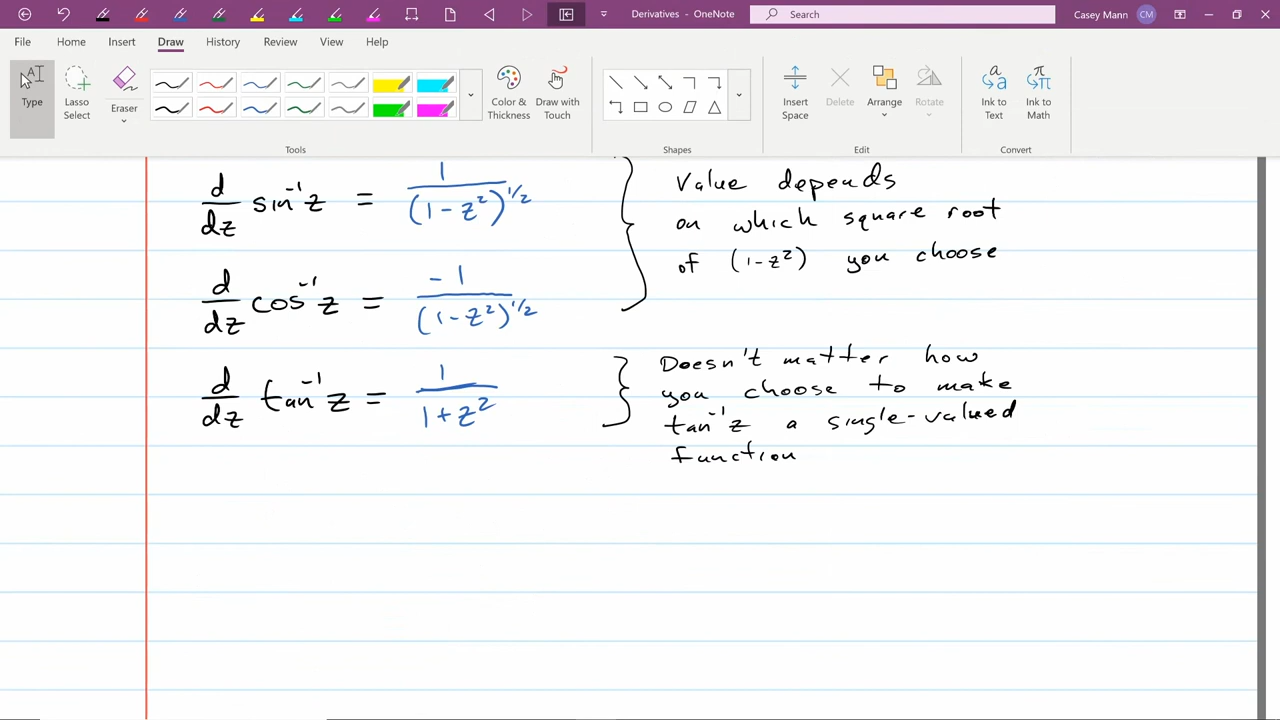 Derivatives - OneNote
Search
Casey Mann CM
File Home Insert Draw History Review View Help
Type
Lasso Select
Eraser
Color & Thickness
Draw with Touch
Insert Space
Delete
Arrange
Rotate
Ink to Text
Ink to Math
Tools
Shapes
Edit
Convert
d/dz sin⁻¹z = 1/(1-z²)^1/2
Value depends
on which square root
of (1-z²) you choose
d/dz cos⁻¹z = -1/(1-z²)^1/2
d/dz tan⁻¹z = 1/1+z²
Doesn't matter how
you choose to make
tan⁻¹z a single-valued
function